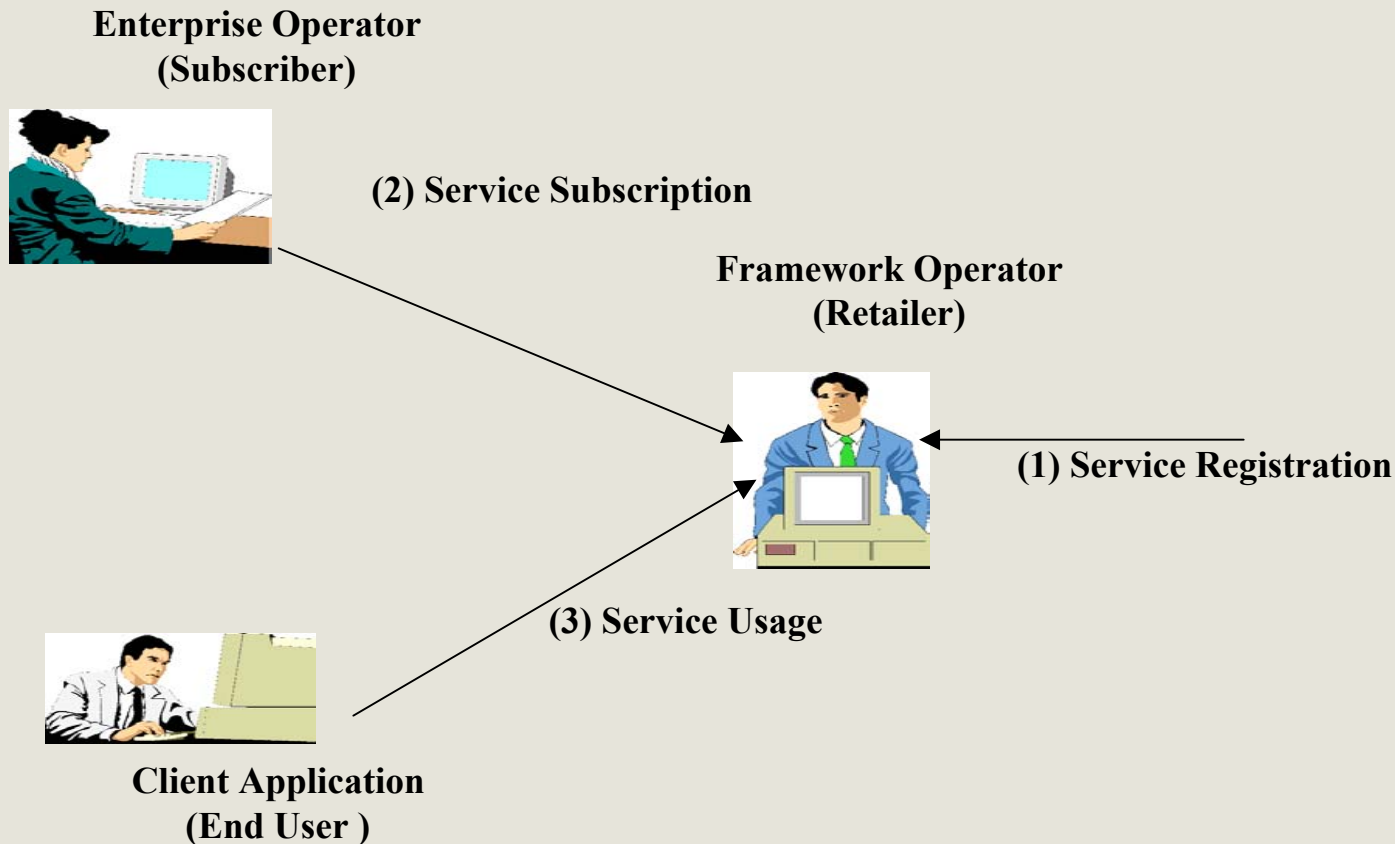 Enterprise Operator
(Subscriber)
(2) Service Subscription
Framework Operator
(Retailer)
(1) Service Registration
(3) Service Usage
Client Application
(End User )